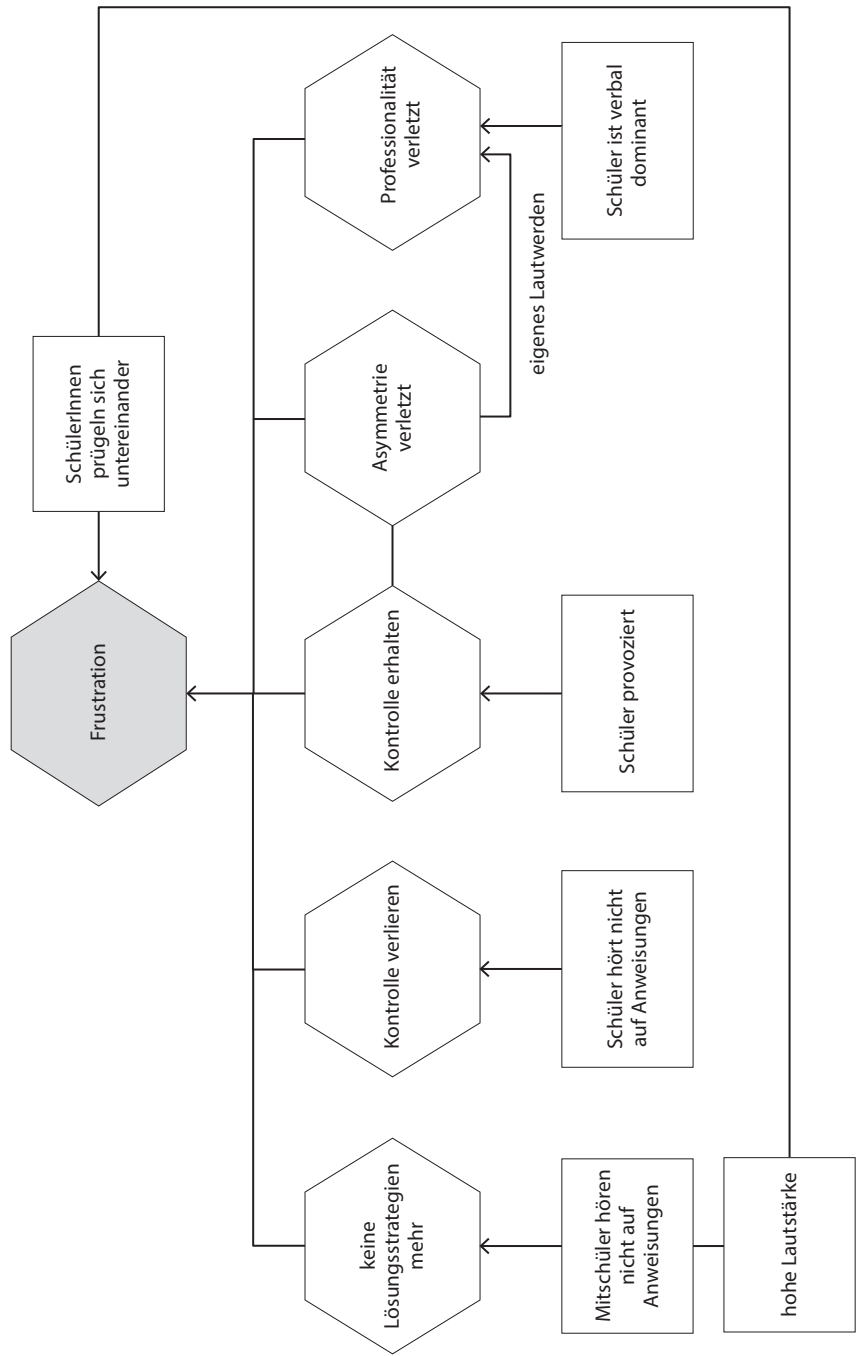 Frustration
SchülerInnen
prügeln sich
untereinander
keine
Lösungsstrategien
mehr
Kontrolle verlieren
Kontrolle erhalten
Asymmetrie
verletzt
Professionalität
verletzt
eigenes Lautwerden
Mitschüler hören
nicht auf
Anweisungen
Schüler hört nicht
auf Anweisungen
Schüler provoziert
Schüler ist verbal
dominant
hohe Lautstärke